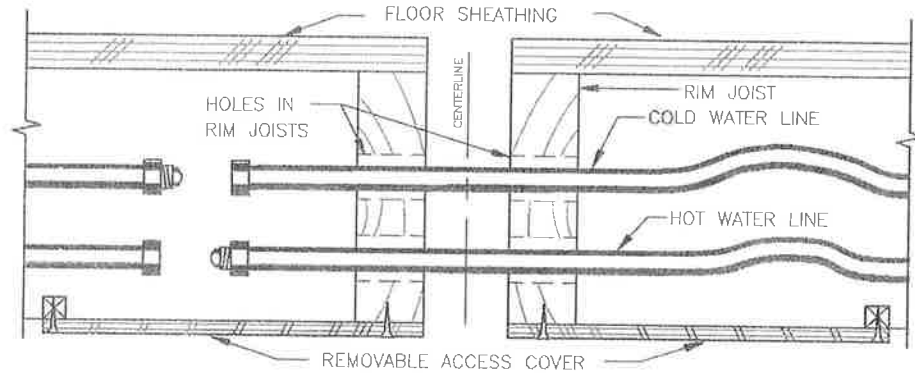 FLOOR SHEATHING
CENTERLINE
HOLES IN
RIM JOISTS
RIM JOIST
COLD WATER LINE
HOT WATER LINE
REMOVABLE ACCESS COVER